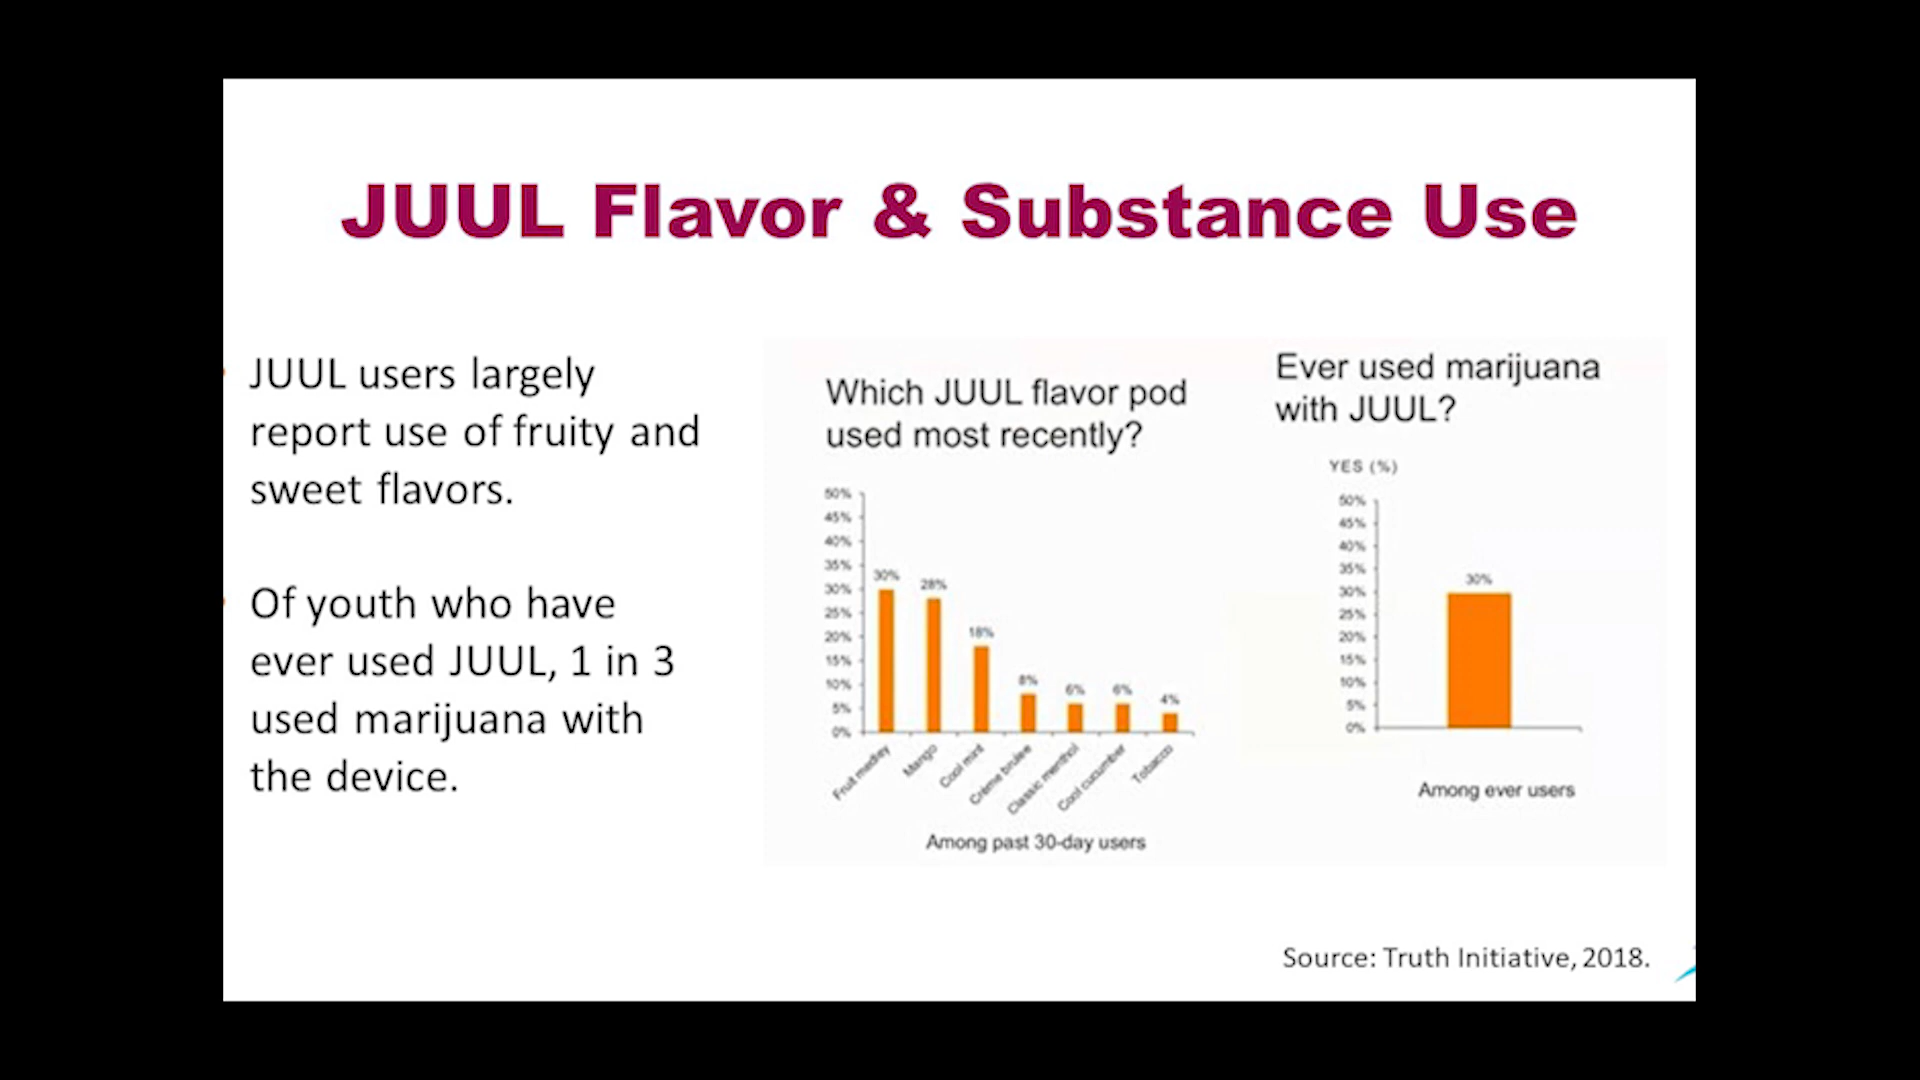 JUUL Flavor & Substance Use
JUUL users largely
report use of fruity and
sweet flavors.
Of youth who have
ever used JUUL, 1 in 3
used marijuana with
the device.
Which JUUL flavor pod
used most recently?
50%
45%
40%
35%
30%
25%
20%
15%
10%
5%
0%
30%
28%
18%
8%
6%
6%
4%
Fruit medley
Mango
Cool mint
Crème brulee
Classic menthol
Cool cucumber
Tobacco
Among past 30-day users
Ever used marijuana
with JUUL?
YES (%)
50%
45%
40%
35%
30%
25%
20%
15%
10%
5%
0%
30%
Among ever users
Source: Truth Initiative, 2018.